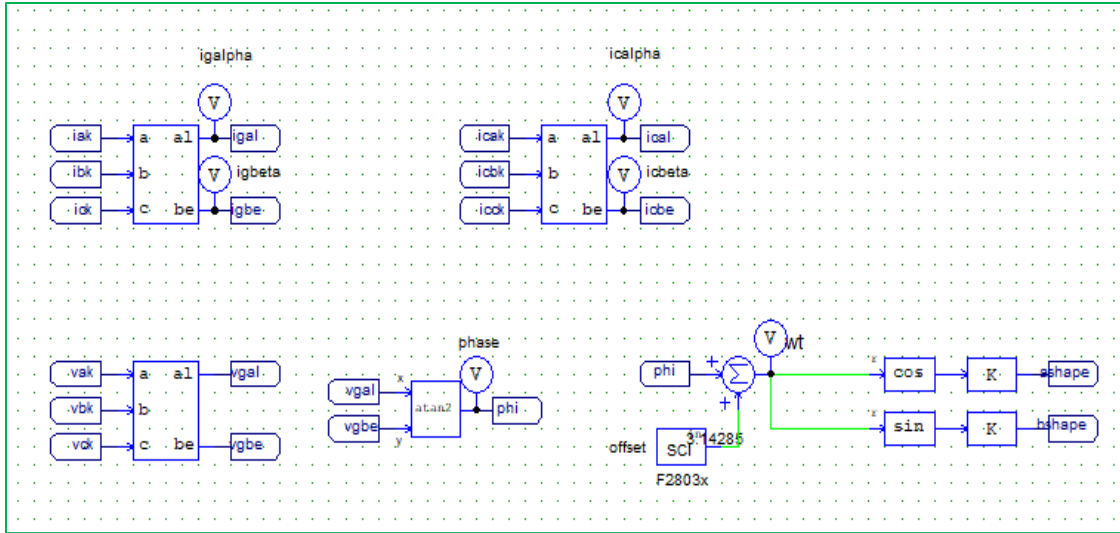 igalpha
icalpha
V
V
iak
a
al
igal
icak
a
al
ical
ibk
b
V
igbeta
icbk
b
V
icbeta
ick
c
be
igbe
icck
c
be
icbe
phase
V
wt
vak
a
al
vgal
x
V
phi
+
Σ
x
cos
K
ashape
vbk
b
vgal
atan2
phi
+
x
sin
K
bshape
vgbe
y
vck
c
be
vgbe
offset
SCI
3.14285
F2803x